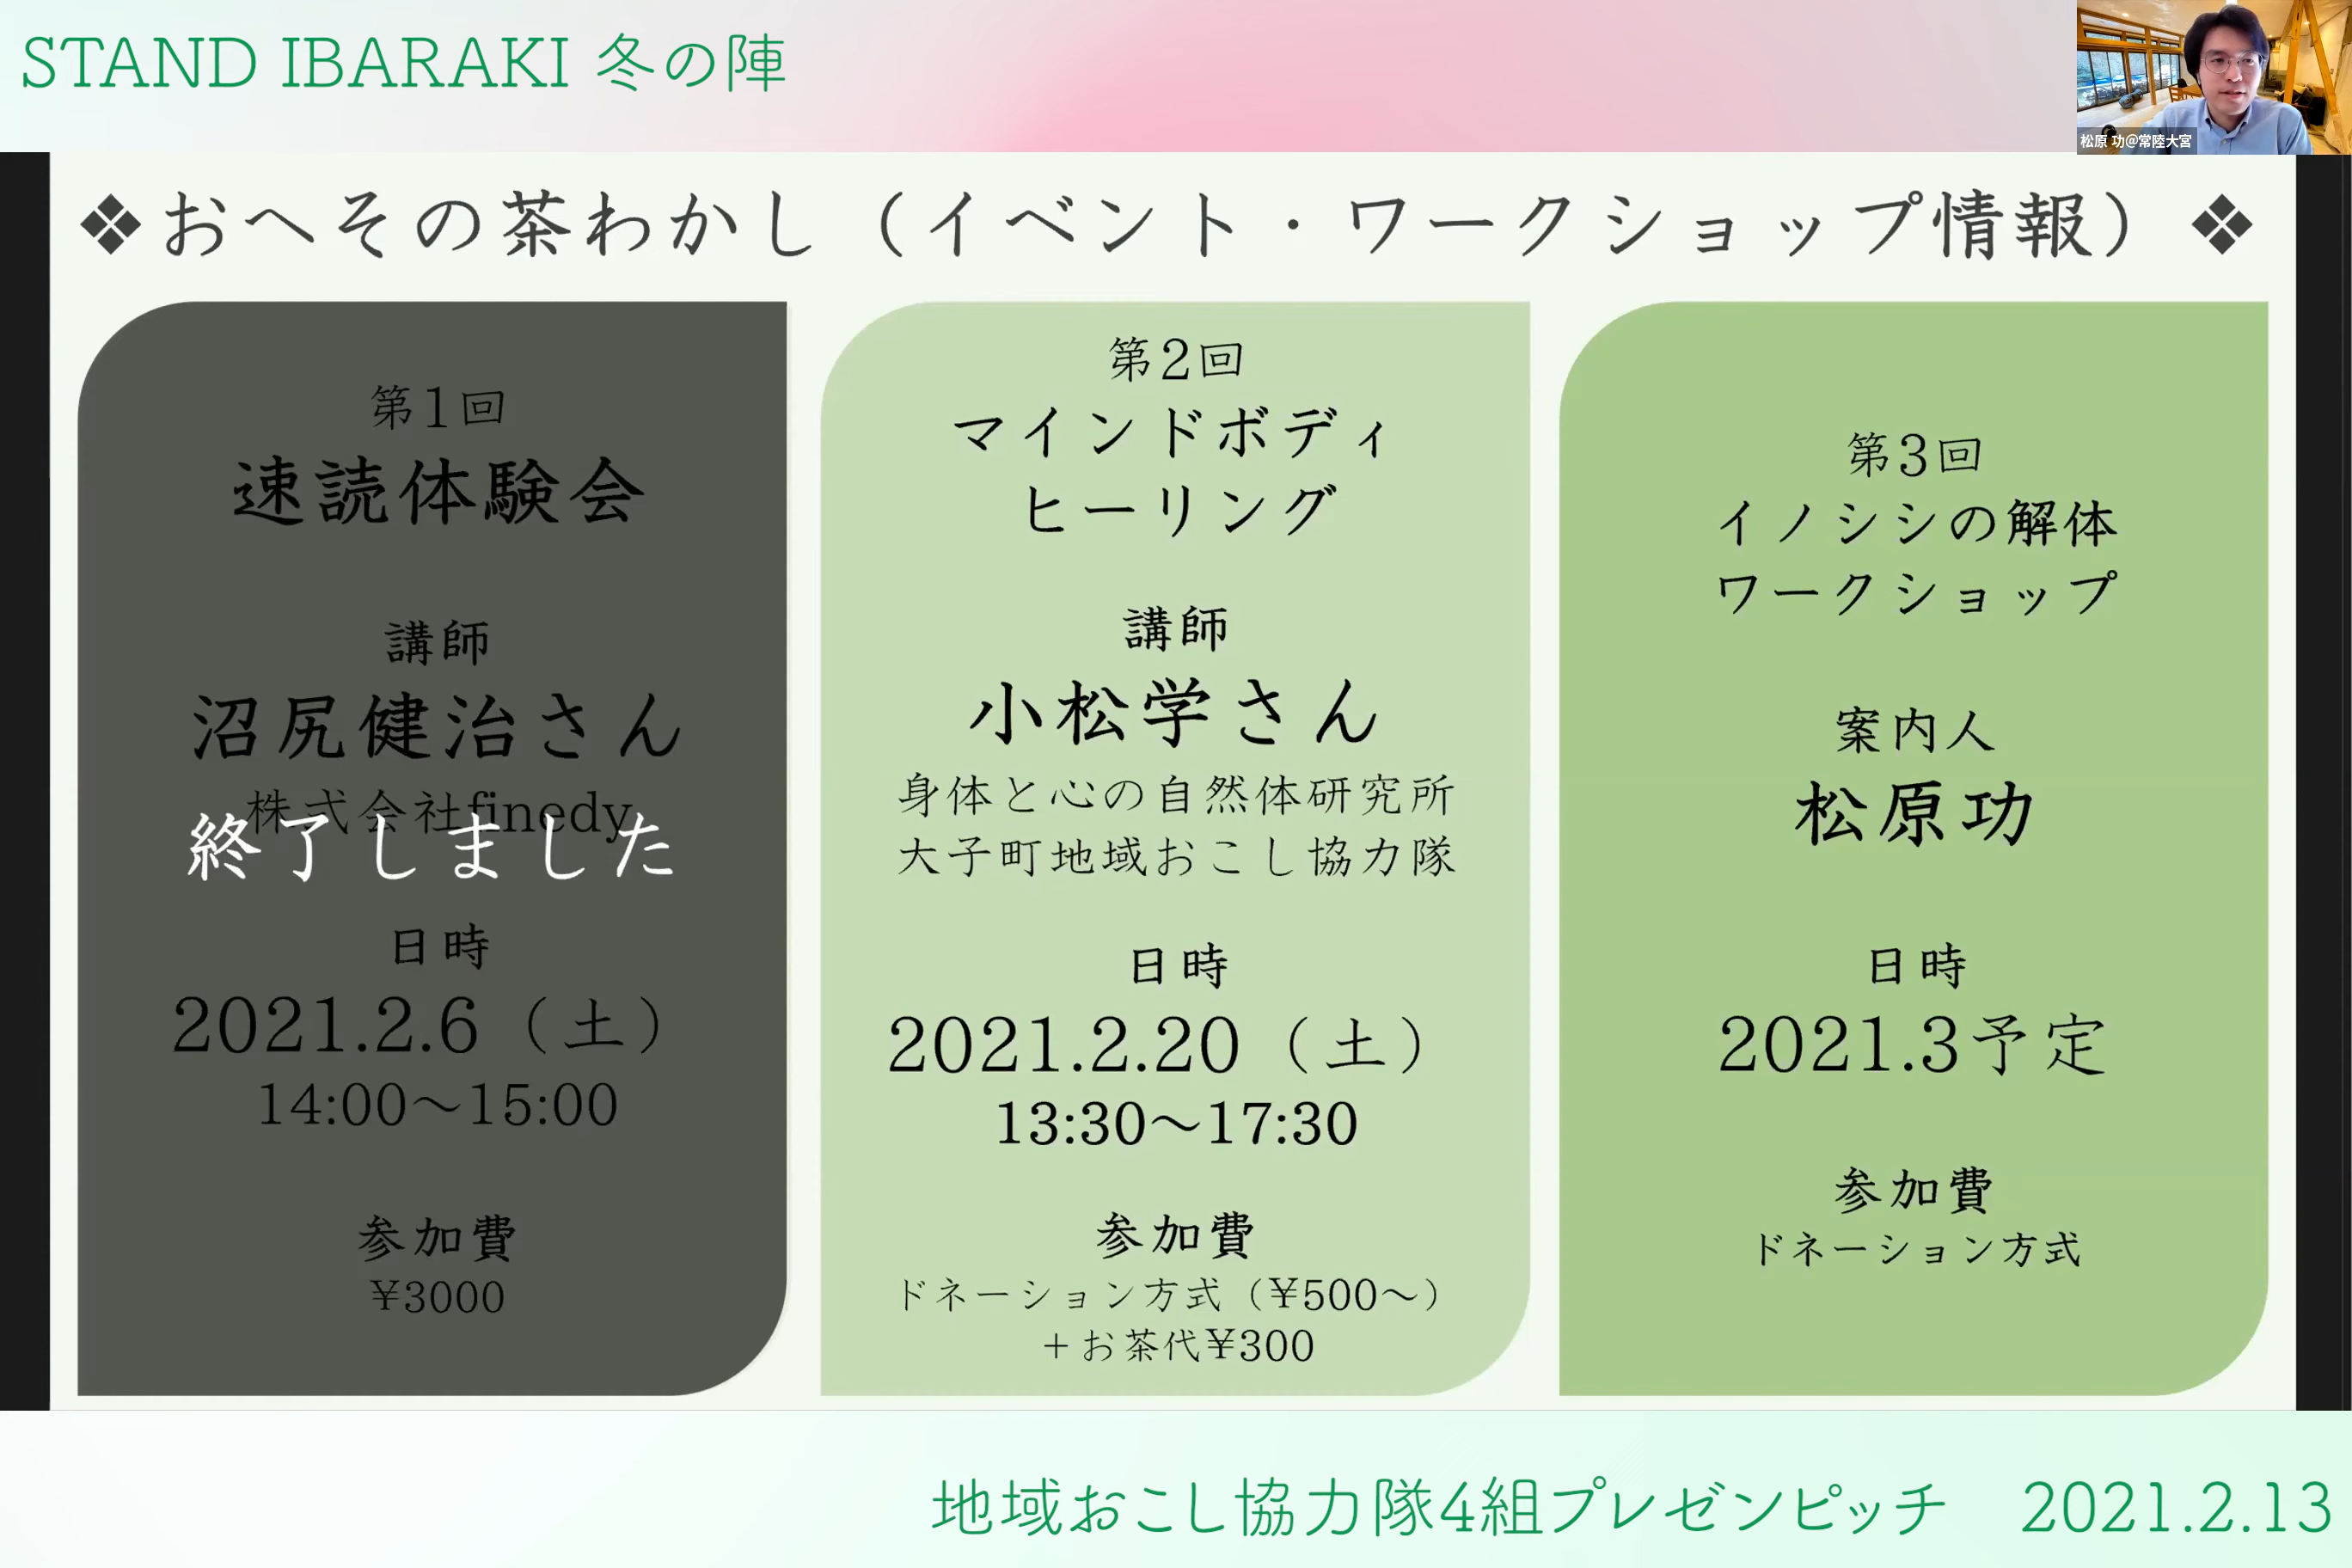 STAND IBARAKI 冬の陣
松原 功@常陸大宮
❖おへその茶わかし（イベント・ワークショップ情報）❖
第1回
速読体験会
講師
沼尻健治さん
株式会社finedy
終了しました
日時
2021.2.6（土）
14:00～15:00
参加費
¥3000
第2回
マインドボディ
ヒーリング
講師
小松学さん
身体と心の自然体研究所
大子町地域おこし協力隊
日時
2021.2.20（土）
13:30～17:30
参加費
ドネーション方式（¥500～）
＋お茶代¥300
第3回
イノシシの解体
ワークショップ
案内人
松原功
日時
2021.3予定
参加費
ドネーション方式
地域おこし協力隊4組プレゼンピッチ　2021.2.13